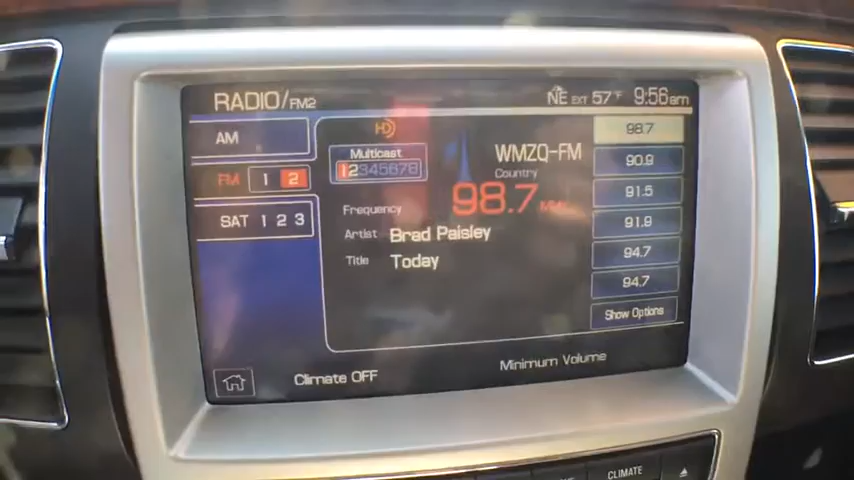 RADIO/FM2
NE EXT 57°F 9:56AM
AM
FM 1 2
SAT 1 2 3
HD
Multicast
12345678
WMZQ-FM
Country
Frequency 98.7 MHz
Artist Brad Paisley
Title Today
98.7
90.9
91.5
91.9
94.7
94.7
Show Options
Climate OFF
Minimum Volume
CLIMATE